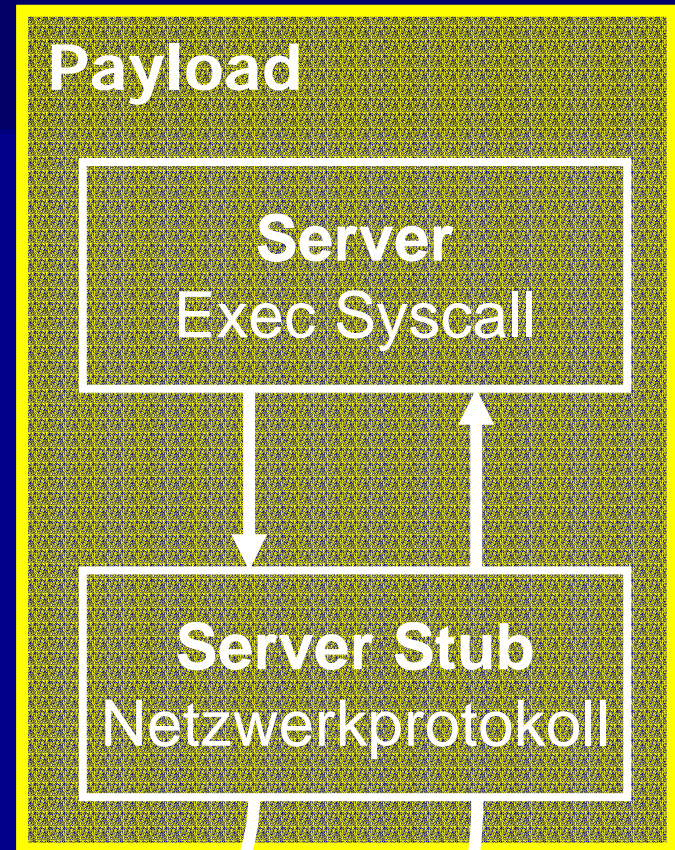 Payload
Server
Exec Syscall
Server Stub
Netzwerkprotokoll